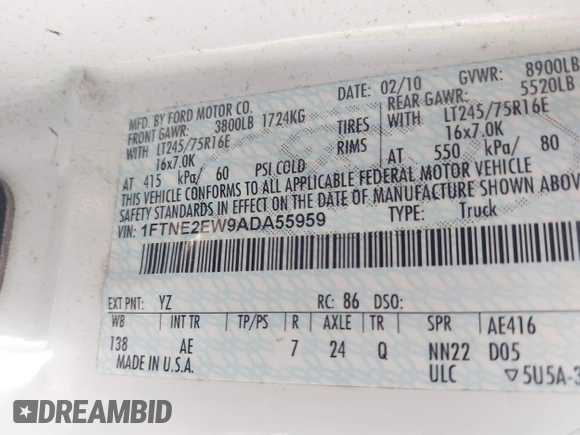 MFD. BY FORD MOTOR CO.
DATE: 02/10 GVWR: 8900LB
FRONT GAWR: 3800LB 1724KG REAR GAWR: 5520LB
WITH LT245/75R16E TIRES WITH LT245/75R16E
16x7.0K RIMS 16x7.0K
AT 415 kPa/ 60 PSI COLD AT 550 kPa/ 80
THIS VEHICLE CONFORMS TO ALL APPLICABLE FEDERAL MOTOR VEHICLE
SAFETY STANDARDS IN EFFECT ON THE DATE OF MANUFACTURE SHOWN ABOV
VIN: 1FTNE2EW9ADA55959 TYPE: Truck
EXT PNT: YZ RC: 86 DSO:
WB INT TR TP/PS R AXLE TR SPR AE416
138 AE 7 24 Q NN22 D05
MADE IN U.S.A. ULC ▽5U5A-3
DREAMBID